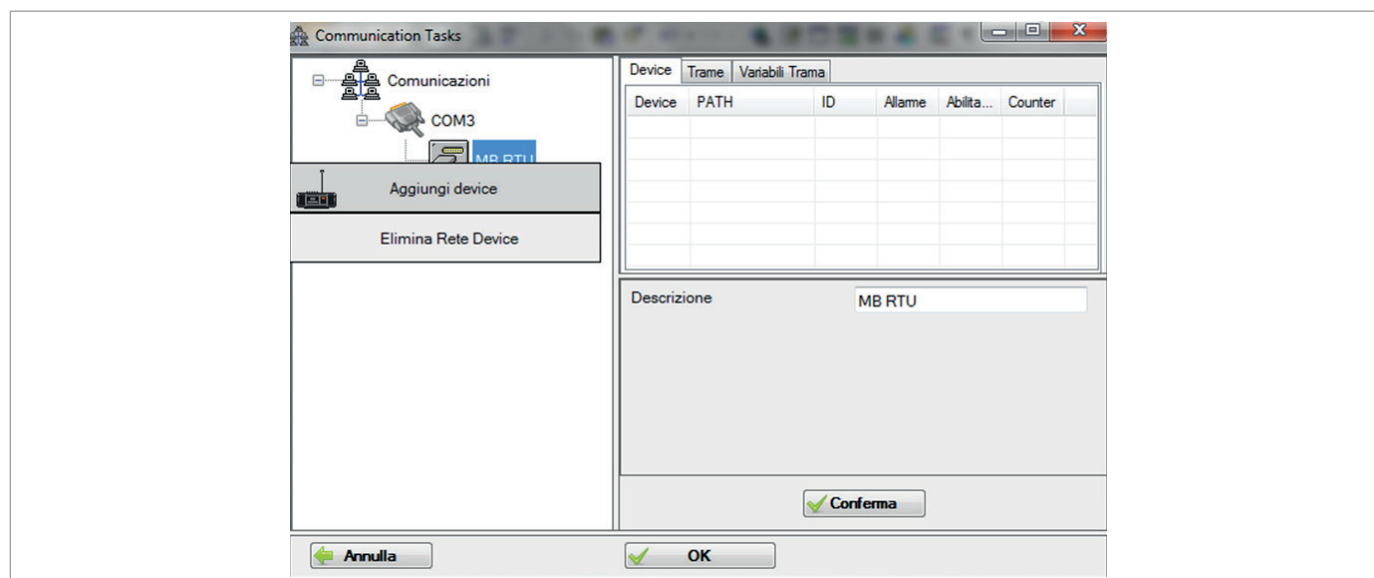 Communication Tasks
Comunicazioni
COM3
MB RTU
Aggiungi device
Elimina Rete Device
Device Trame Variabili Trama
Device PATH ID Allarme Abilita... Counter
Descrizione MB RTU
Conferma
Annulla OK